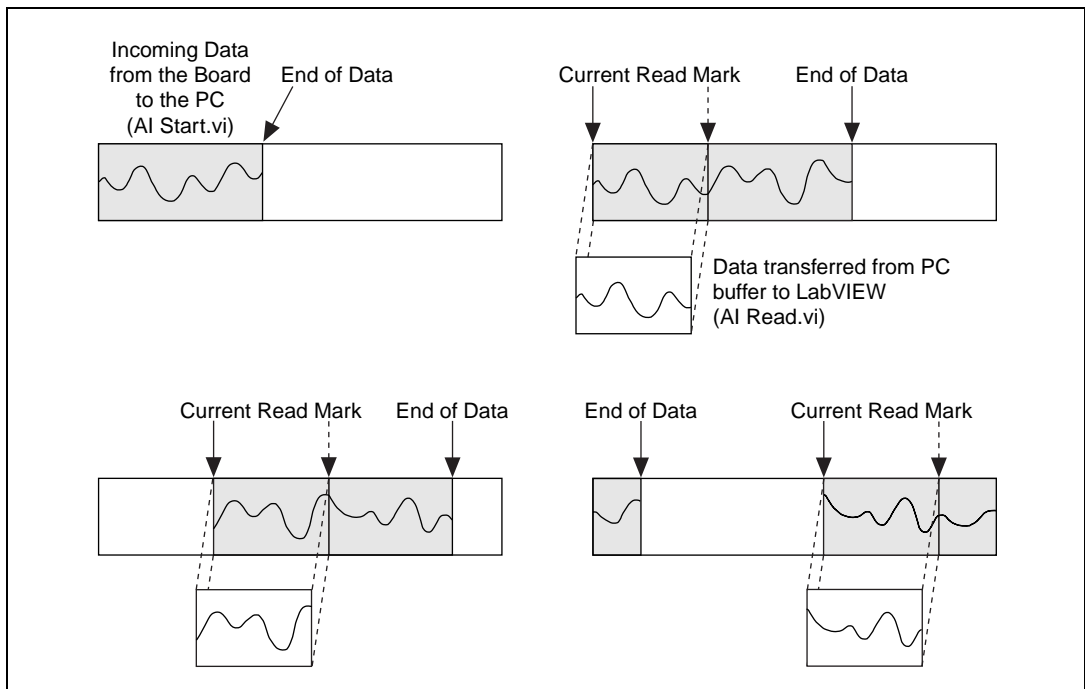 Incoming Data
from the Board
to the PC
(AI Start.vi)
End of Data
Current Read Mark
End of Data
Data transferred from PC
buffer to LabVIEW
(AI Read.vi)
Current Read Mark
End of Data
End of Data
Current Read Mark